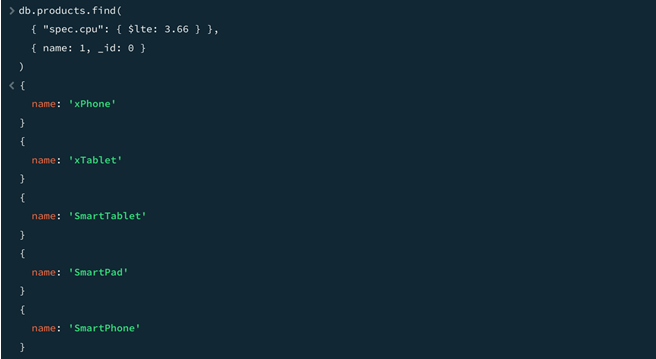 > db.products.find(
{ "spec.cpu": { $lte: 3.66 } },
{ name: 1, _id: 0 }
)
< {
name: 'xPhone'
}
{
name: 'xTablet'
}
{
name: 'SmartTablet'
}
{
name: 'SmartPad'
}
{
name: 'SmartPhone'
}